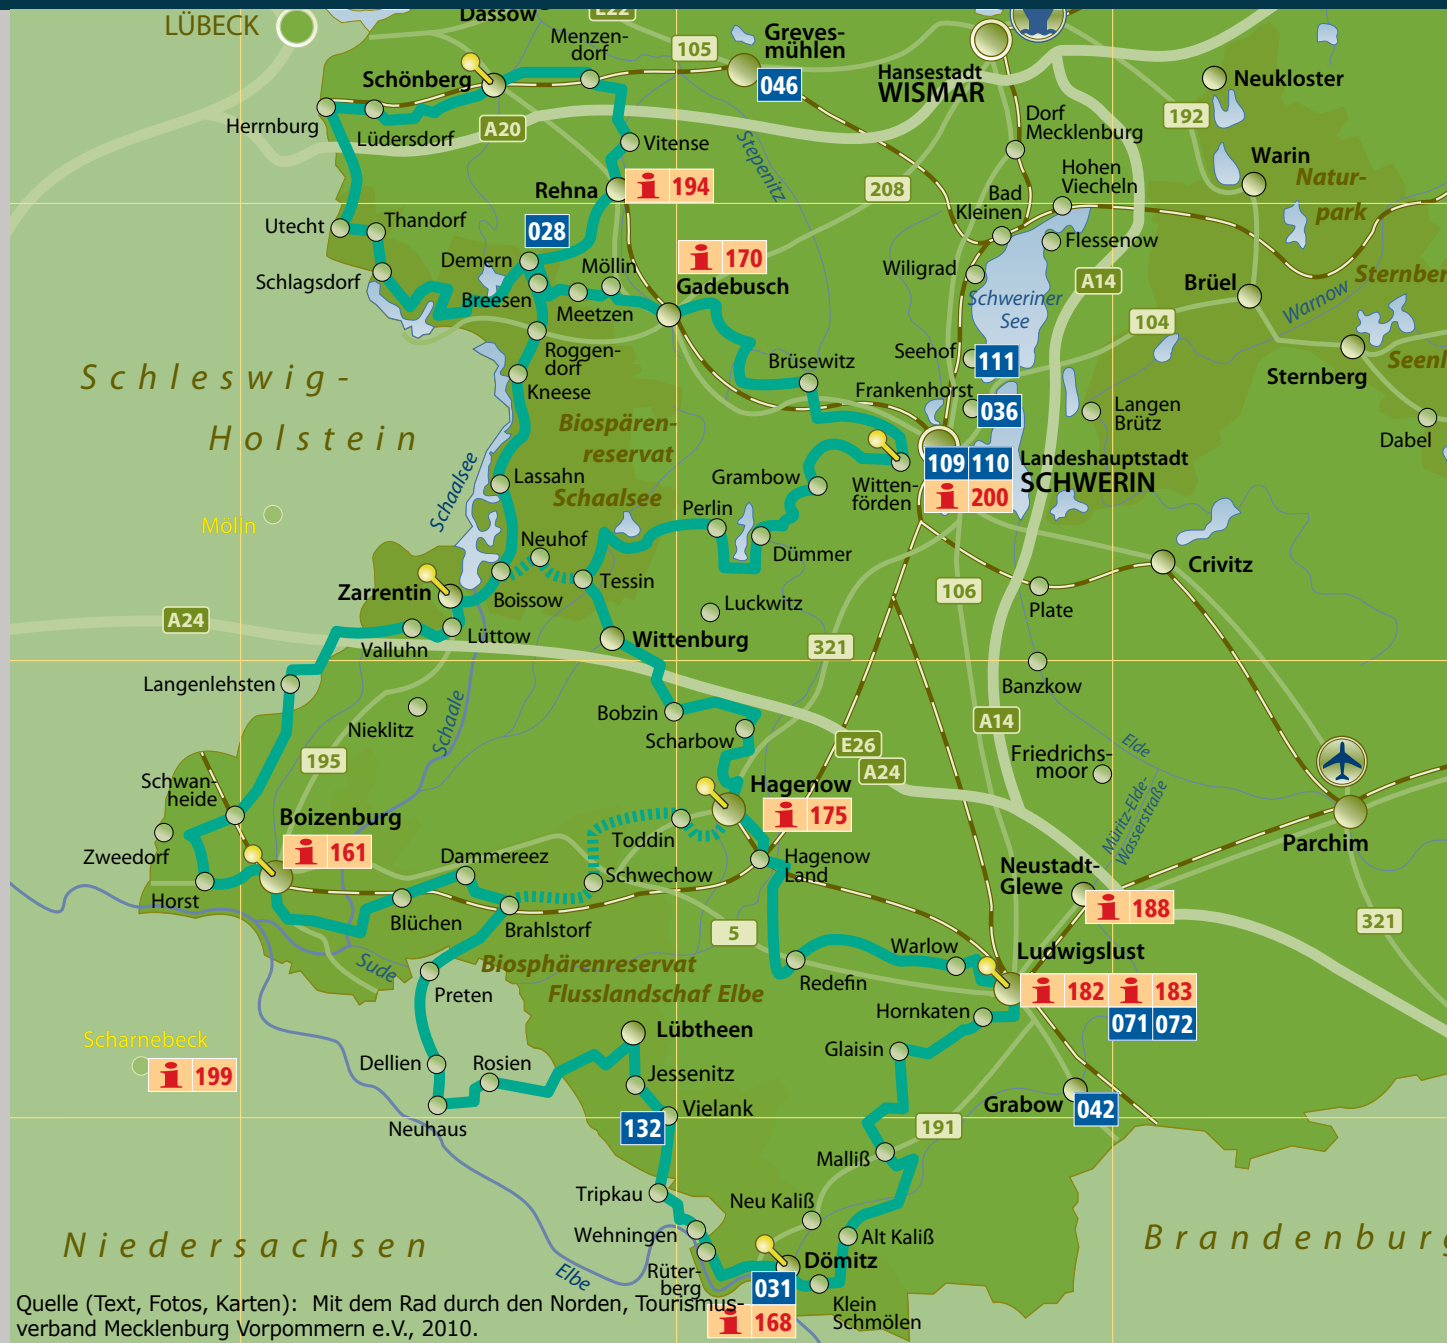 LÜBECK
Dassow
E22
Menzen-
dorf
105
Greves-
mühlen
046
Hansestadt
WISMAR
Neukloster
Schönberg
Herrnburg
Lüdersdorf
A20
Vitense
Stepenitz
Dorf
Mecklenburg
192
Warin
Natur-
park
Rehna
194
208
Hohen
Viecheln
Bad
Kleinen
Utecht
Thandorf
028
Demern
Möllin
170
Gadebusch
Flessenow
Wiligrad
A14
Brüel
Sternber
Warnow
Schlagsdorf
Breesen
Meetzen
Schweriner
See
104
Roggen-
dorf
Brüsewitz
Seehof
111
Sternberg
Seenl
Schleswig-
Holstein
Kneese
Frankenhorst
036
Langen
Brütz
Dabel
Biospären-
reservat
Schaalsee
Schaalsee
Lassahn
Grambow
Witten-
förden
109
110
200
Landeshauptstadt
SCHWERIN
Mölln
Perlin
Neuhof
Dümmer
Crivitz
Zarrentin
Boissow
Tessin
Luckwitz
106
Plate
A24
Valluhn
Lüttow
Wittenburg
321
Langenlehsten
Banzkow
Nieklitz
Schaale
Bobzin
Scharbow
A14
E26
A24
Elde
Friedrichs-
moor
195
Schwan-
heide
Hagenow
175
Müritz-Elde-
Wasserstraße
Parchim
Boizenburg
161
Zweedorf
Toddin
Dammereez
Hagenow
Land
Neustadt-
Glewe
188
Schwechow
Horst
Blüchen
Brahlstorf
5
321
Warlow
Ludwigslust
182
183
071
072
Sude
Biosphärenreservat
Flusslandschaf Elbe
Redefin
Preten
Hornkaten
Lübtheen
Scharnebeck
199
Glaisin
Dellien
Rosien
Jessenitz
Grabow
042
Neuhaus
Vielank
132
191
Malliß
Tripkau
Neu Kaliß
Wehningen
Alt Kaliß
Niedersachsen
Brandenburg
Elbe
Rüter-
berg
Dömitz
031
168
Klein
Schmölen
Quelle (Text, Fotos, Karten): Mit dem Rad durch den Norden, Tourismus-
verband Mecklenburg Vorpommern e.V., 2010.